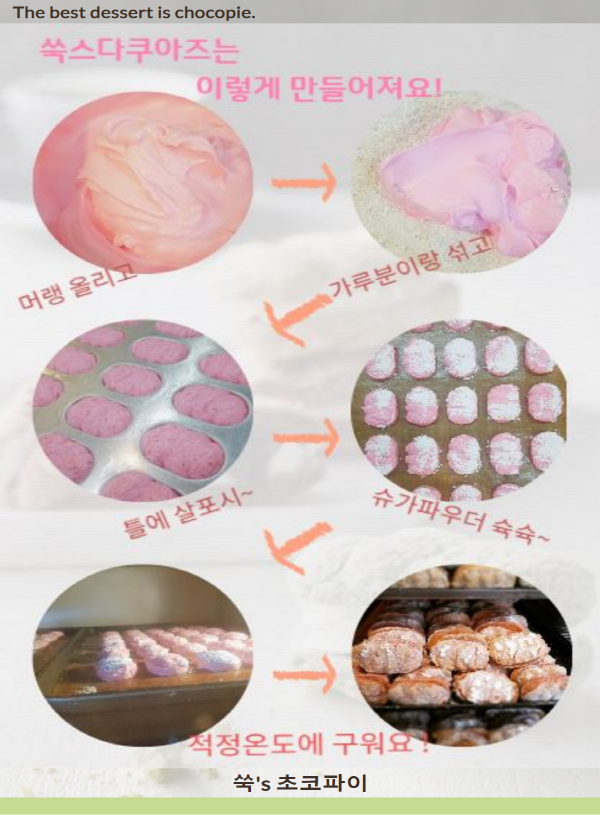 The best dessert is chocopie.
쑥스다쿠아즈는
이렇게 만들어져요!
머랭 올리고
가루분이랑 섞고
틀에 살포시~
슈가파우더 슉슉~
적정온도에 구워요!
쑥's 초코파이